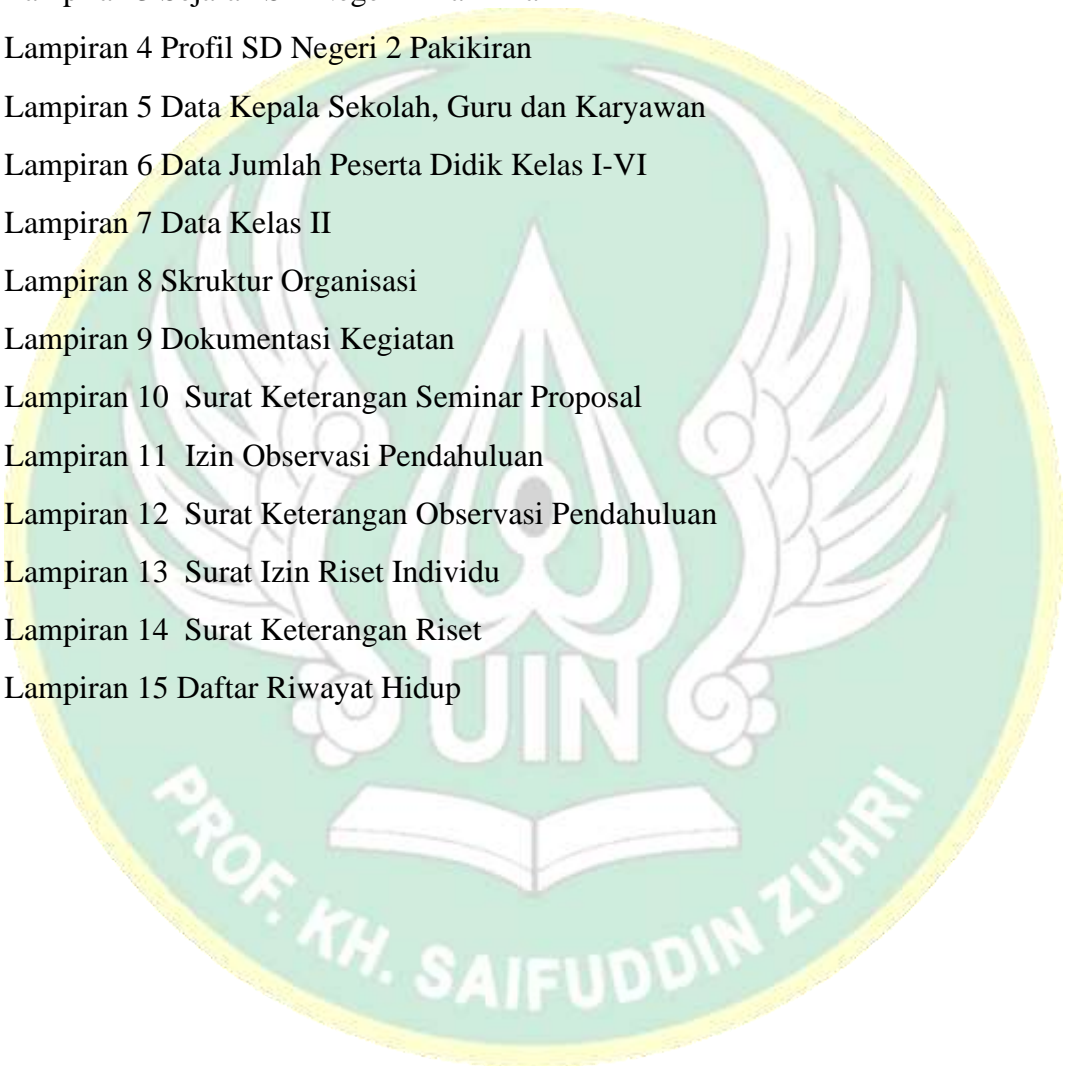 Lampiran 4 Profil SD Negeri 2 Pakikiran
Lampiran 5 Data Kepala Sekolah, Guru dan Karyawan
Lampiran 6 Data Jumlah Peserta Didik Kelas I-VI
Lampiran 7 Data Kelas II
Lampiran 8 Skruktur Organisasi
Lampiran 9 Dokumentasi Kegiatan
Lampiran 10 Surat Keterangan Seminar Proposal
Lampiran 11 Izin Observasi Pendahuluan
Lampiran 12 Surat Keterangan Observasi Pendahuluan
Lampiran 13 Surat Izin Riset Individu
Lampiran 14 Surat Keterangan Riset
Lampiran 15 Daftar Riwayat Hidup
UIN
PROF. KH. SAIFUDDIN ZUHRI